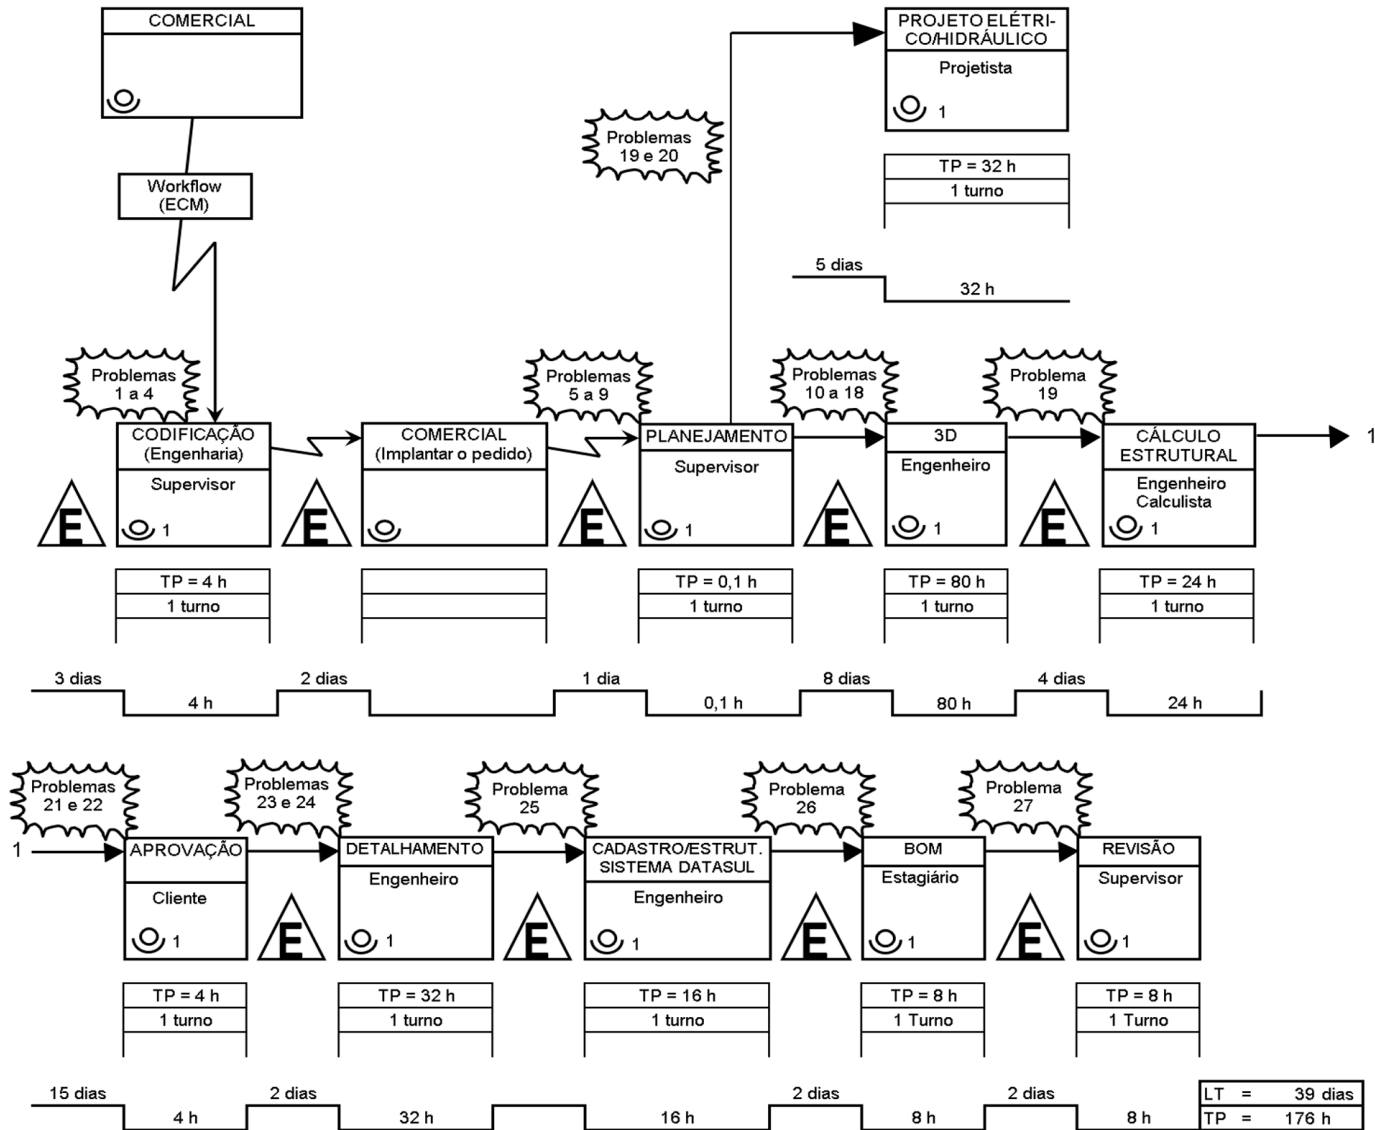 COMERCIAL
Workflow
(ECM)
PROJETO ELÉTRI-
CO/HIDRÁULICO
Projetista
1
TP = 32 h
1 turno
5 dias
32 h
Problemas
19 e 20
Problemas
1 a 4
Problemas
5 a 9
Problemas
10 a 18
Problema
19
CODIFICAÇÃO
(Engenharia)
Supervisor
E
1
TP = 4 h
1 turno
COMERCIAL
(Implantar o pedido)
E
PLANEJAMENTO
Supervisor
E
1
TP = 0,1 h
1 turno
3D
Engenheiro
E
1
TP = 80 h
1 turno
CÁLCULO
ESTRUTURAL
Engenheiro
Calculista
E
1
TP = 24 h
1 turno
1
3 dias
4 h
2 dias
1 dia
0,1 h
8 dias
80 h
4 dias
24 h
Problemas
21 e 22
Problemas
23 e 24
Problema
25
Problema
26
Problema
27
1
APROVAÇÃO
Cliente
1
TP = 4 h
1 turno
DETALHAMENTO
Engenheiro
E
1
TP = 32 h
1 turno
CADASTRO/ESTRUT.
SISTEMA DATASUL
Engenheiro
E
1
TP = 16 h
1 turno
BOM
Estagiário
E
1
TP = 8 h
1 Turno
REVISÃO
Supervisor
E
1
TP = 8 h
1 Turno
15 dias
4 h
2 dias
32 h
16 h
2 dias
8 h
2 dias
8 h
LT = 39 dias
TP = 176 h